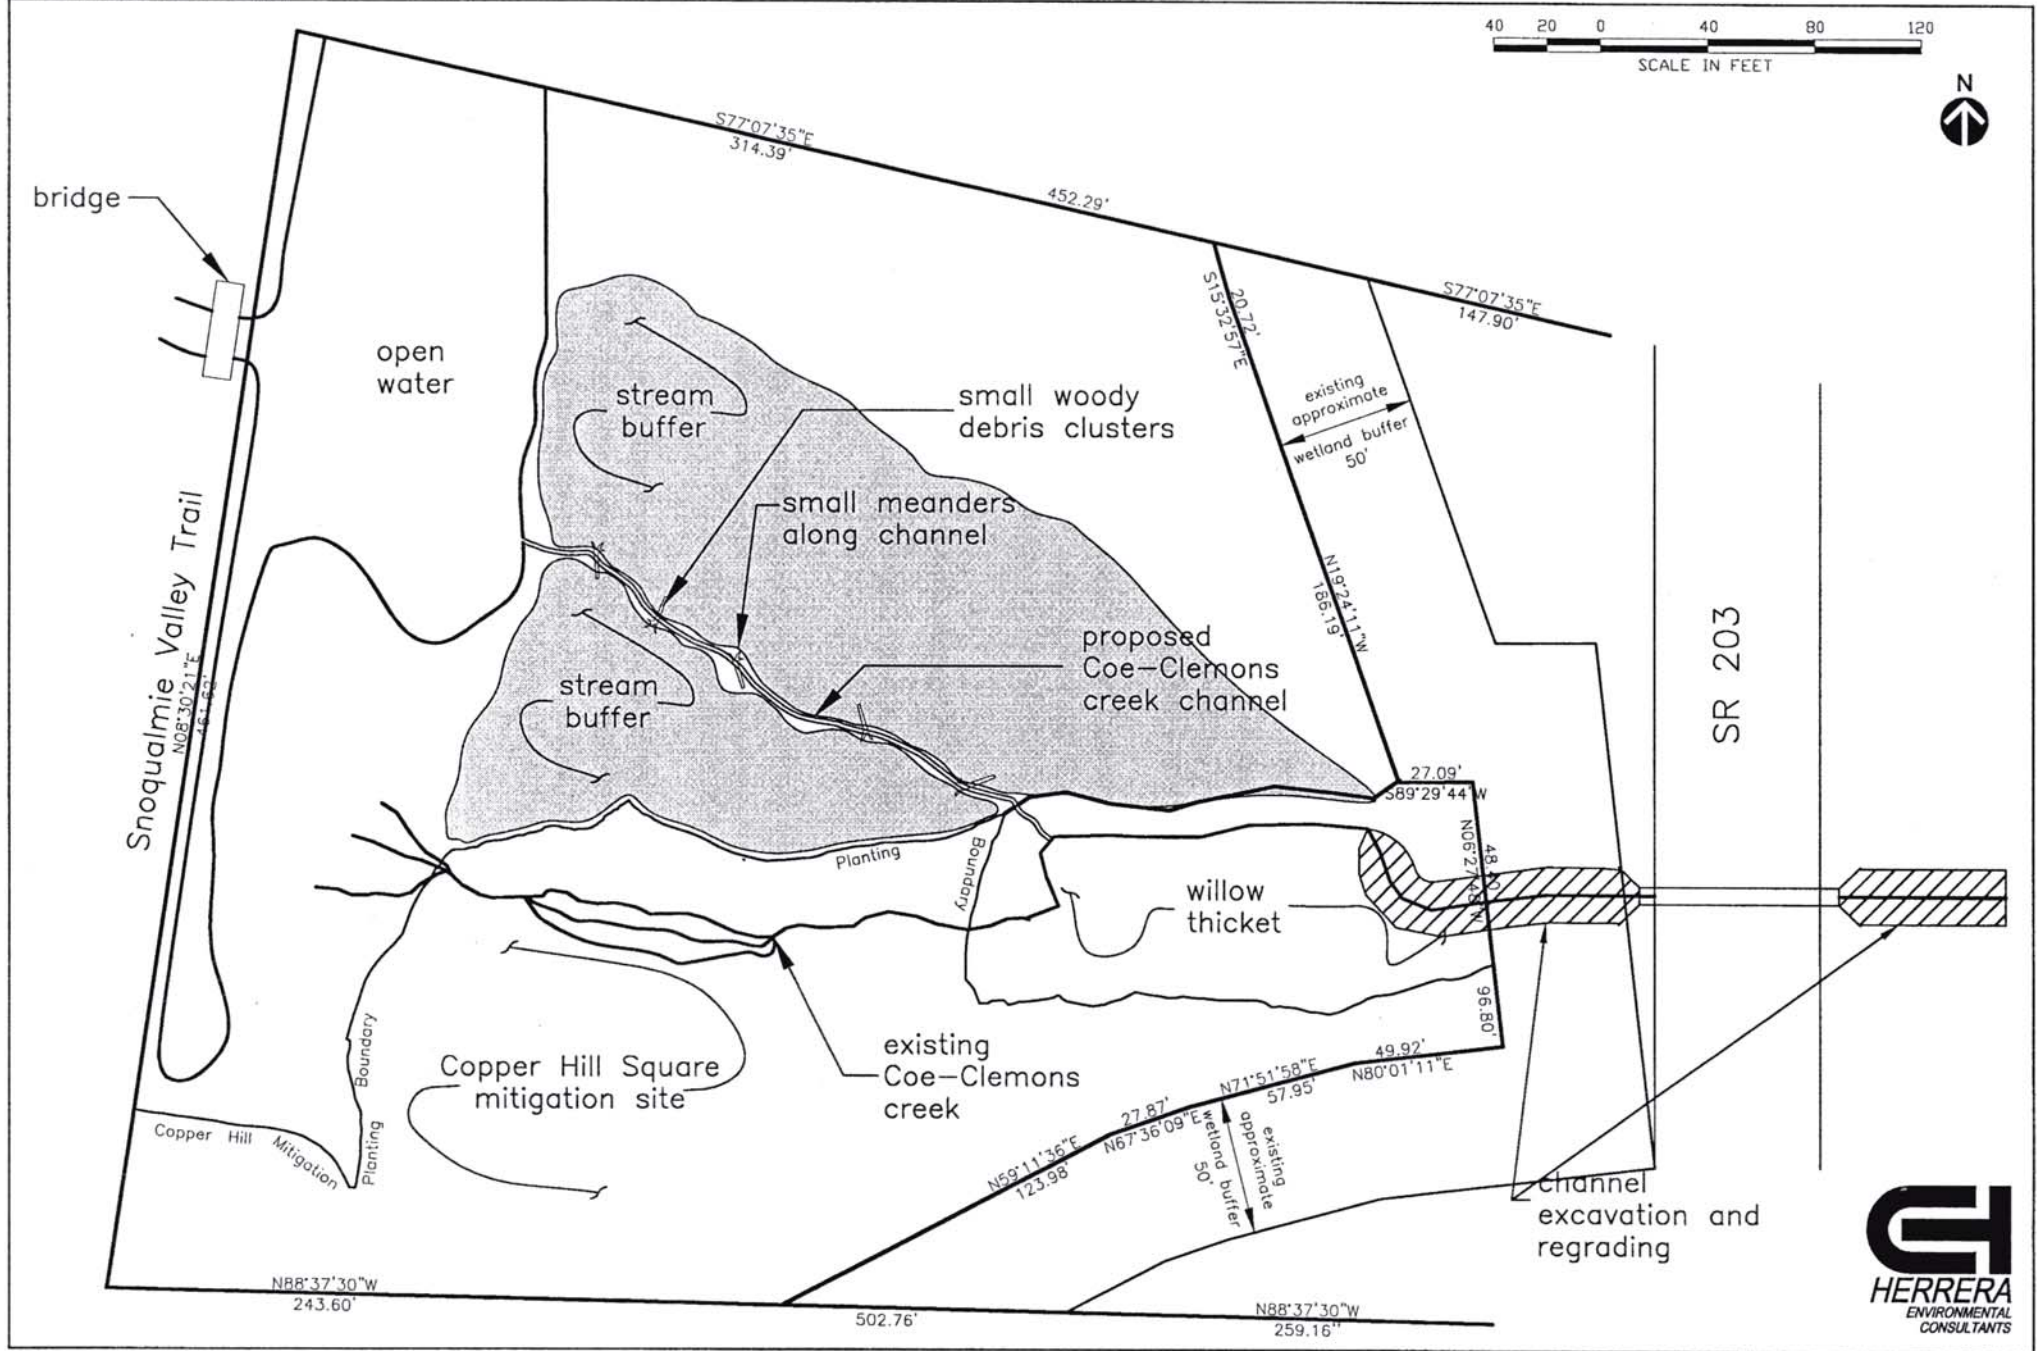 40 20 0 40 80 120
SCALE IN FEET
N
S77°07'35"E
314.39'
452.29'
S77°07'35"E
147.90'
bridge
open
water
stream
buffer
small woody
debris clusters
small meanders
along channel
S15°32'57"E
20.72'
existing
approximate
wetland buffer
50'
N19°24'11"W
186.19'
Snoqualmie Valley Trail
N08°30'21"E
461.62'
stream
buffer
proposed
Coe-Clemons
creek channel
SR 203
27.09'
S89°29'44"W
N06°27'48"W
96.80'
Planting
Boundary
willow
thicket
existing
Coe-Clemons
creek
Copper Hill Square
mitigation site
Copper Hill Mitigation
Planting Boundary
49.92'
N80°01'11"E
N71°51'58"E
57.95'
27.87'
N67°36'09"E
N59°11'36"E
123.98'
existing
approximate
wetland buffer
50'
channel
excavation and
regrading
N88°37'30"W
243.60'
502.76'
N88°37'30"W
259.16"
HERRERA
ENVIRONMENTAL
CONSULTANTS